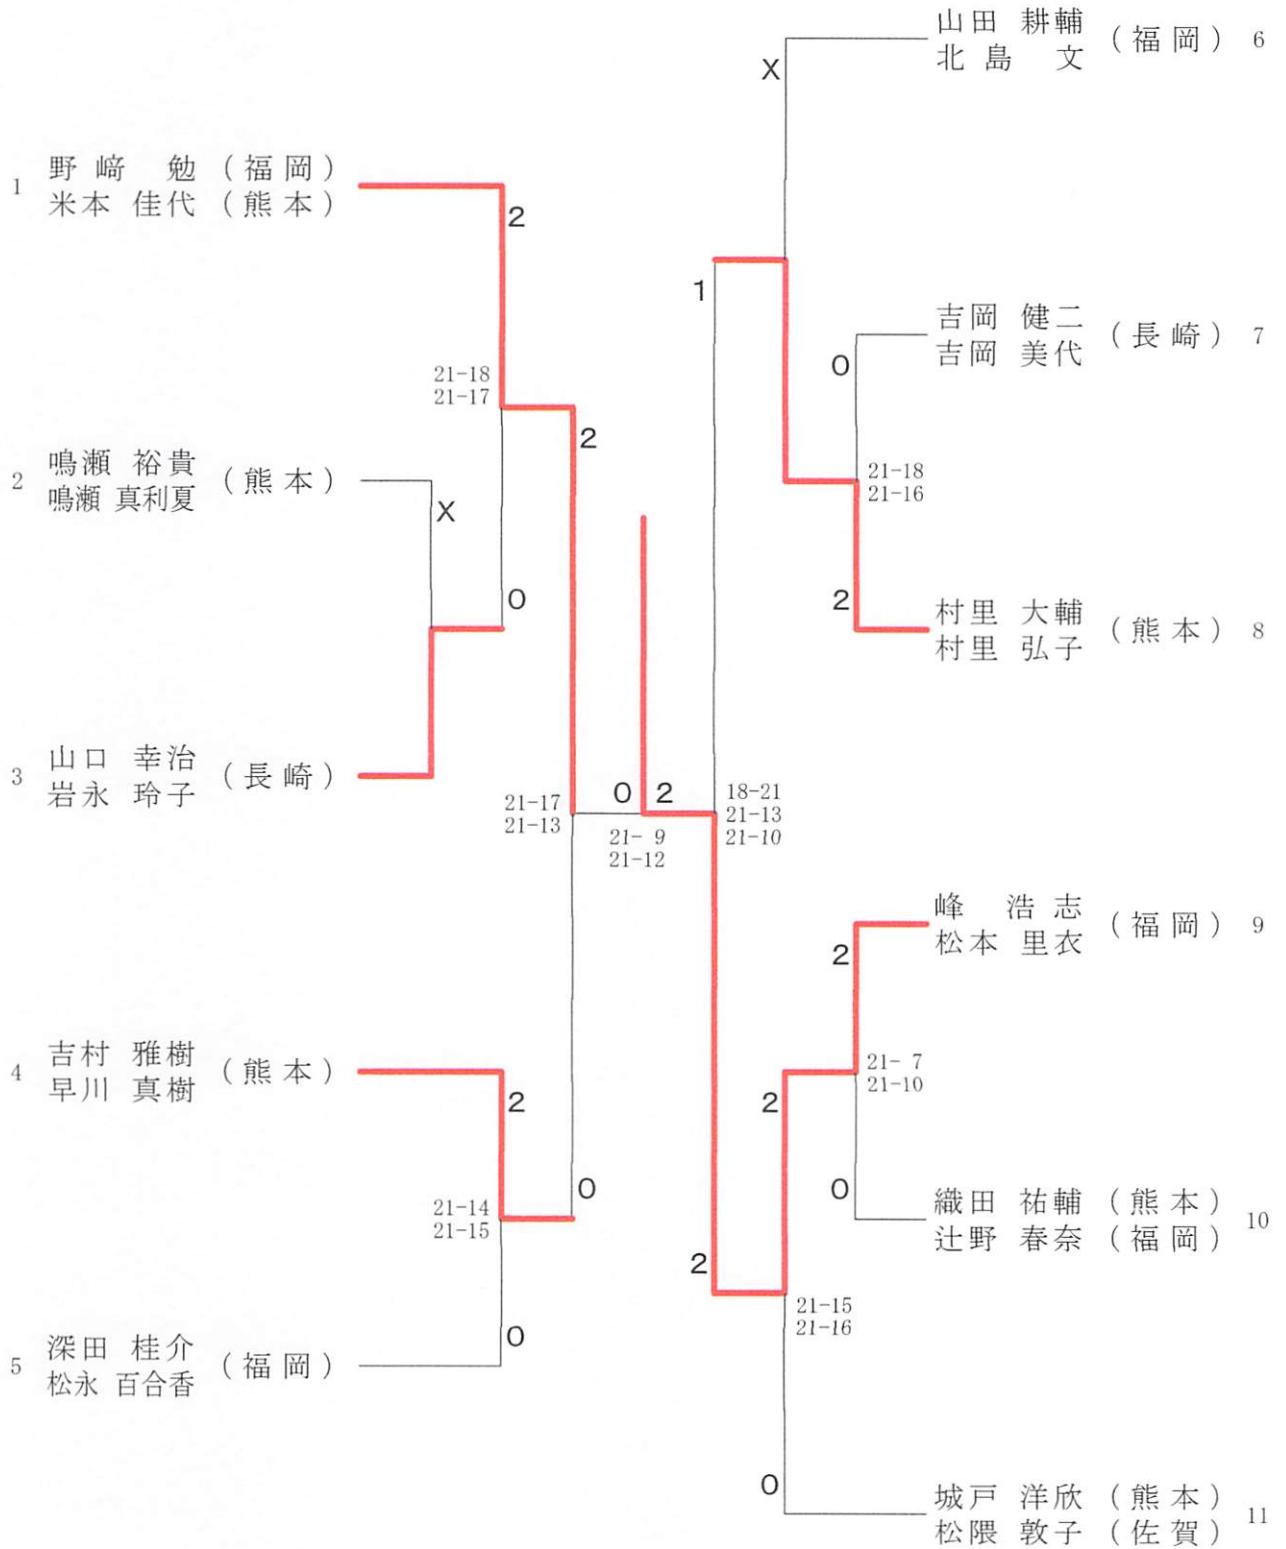 1 野﨑 勉 (福岡)
米本 佳代 (熊本)
2
21-18
21-17
2
2 鳴瀬 裕貴 (熊本)
鳴瀬 真利夏
X
0
3 山口 幸治 (長崎)
岩永 玲子
21-17
21-13
4 吉村 雅樹 (熊本)
早川 真樹
2
0
21-14
21-15
5 深田 桂介 (福岡)
松永 百合香
0
0 2
21- 9
21-12
山田 耕輔 (福岡) 6
北島 文
X
1
吉岡 健二 (長崎) 7
吉岡 美代
0
21-18
21-16
2
村里 大輔 (熊本) 8
村里 弘子
18-21
21-13
21-10
峰 浩志 (福岡) 9
松本 里衣
2
21- 7
21-10
2
0
織田 祐輔 (熊本) 10
辻野 春奈 (福岡)
2
21-15
21-16
0
城戸 洋欣 (熊本) 11
松隈 敦子 (佐賀)